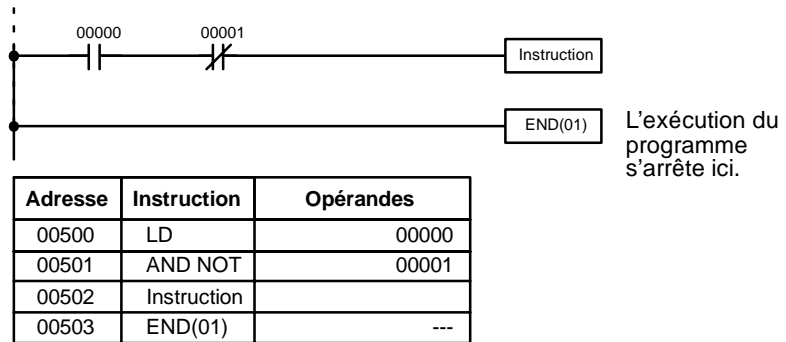 00000 00001
Instruction
END(01)
L'exécution du
programme
s'arrête ici.
Adresse Instruction Opérandes
00500 LD 00000
00501 AND NOT 00001
00502 Instruction
00503 END(01) ---